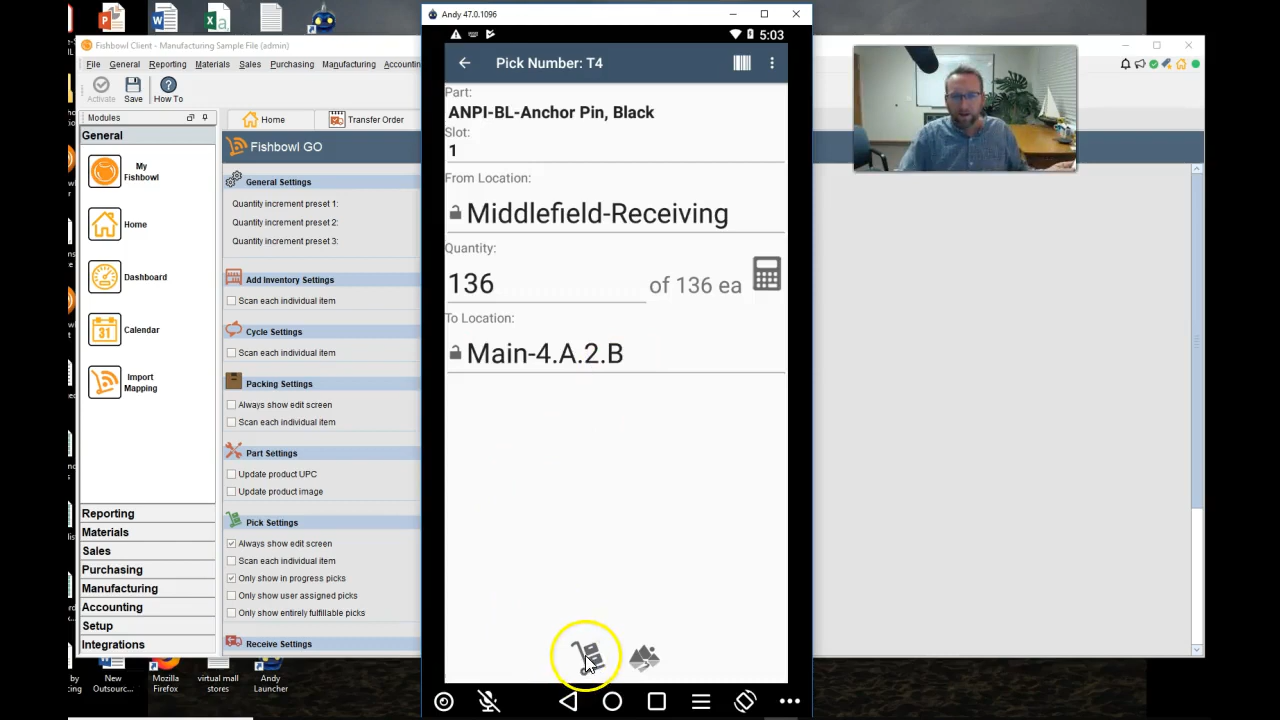 Andy 47.0.1096
Fishbowl Client - Manufacturing Sample File (admin)
File General Reporting Materials Sales Purchasing Manufacturing Accounting
Activate Save How To
Modules
General
My Fishbowl
Home
Dashboard
31 Calendar
Import Mapping
Reporting
Materials
Sales
Purchasing
Manufacturing
Accounting
Setup
Integrations
Home Transfer Order
Fishbowl GO
General Settings
Quantity increment preset 1:
Quantity increment preset 2:
Quantity increment preset 3:
Add Inventory Settings
Scan each individual item
Cycle Settings
Scan each individual item
Packing Settings
Always show edit screen
Scan each individual item
Part Settings
Update product UPC
Update product image
Pick Settings
Always show edit screen
Scan each individual item
Only show in progress picks
Only show user assigned picks
Only show entirely fulfillable picks
Receive Settings
5:03
Pick Number: T4
Part:
ANPI-BL-Anchor Pin, Black
Slot:
1
From Location:
Middlefield-Receiving
Quantity:
136 of 136 ea
To Location:
Main-4.A.2.B
New Outsourc...
Mozilla Firefox
virtual mall stores
Andy Launcher